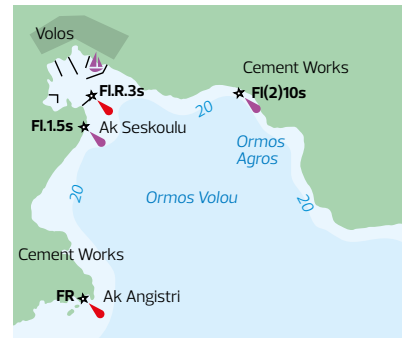 Volos
Cement Works
Fl.R.3s
Fl(2)10s
20
Fl.1.5s
Ak Seskoulu
Ormos
Agros
20
Ormos Volou
20
Cement Works
FR
Ak Angistri